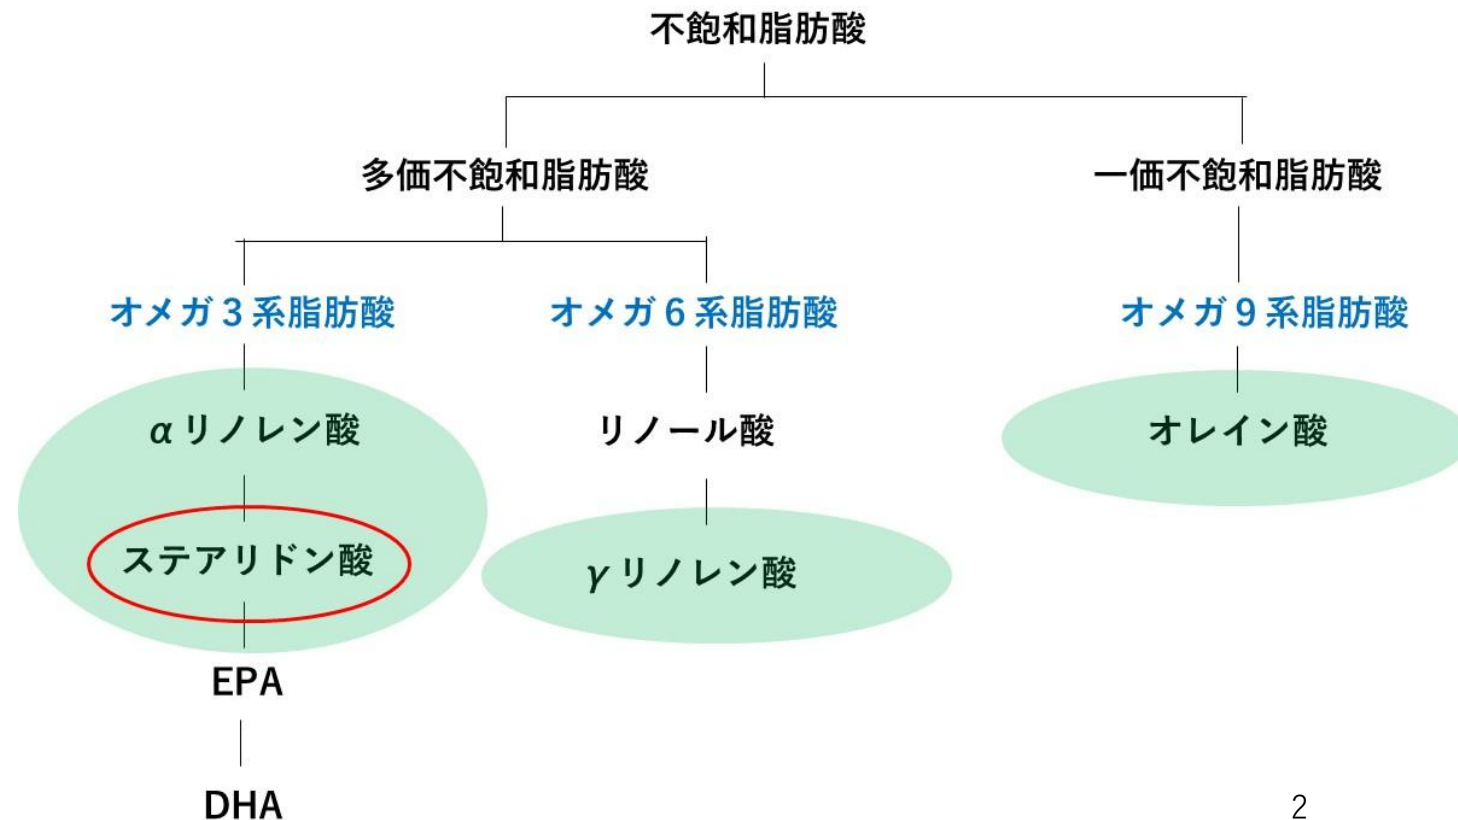 不飽和脂肪酸
多価不飽和脂肪酸
一価不飽和脂肪酸
オメガ３系脂肪酸
オメガ６系脂肪酸
オメガ９系脂肪酸
αリノレン酸
リノール酸
オレイン酸
ステアリドン酸
γリノレン酸
EPA
DHA
2